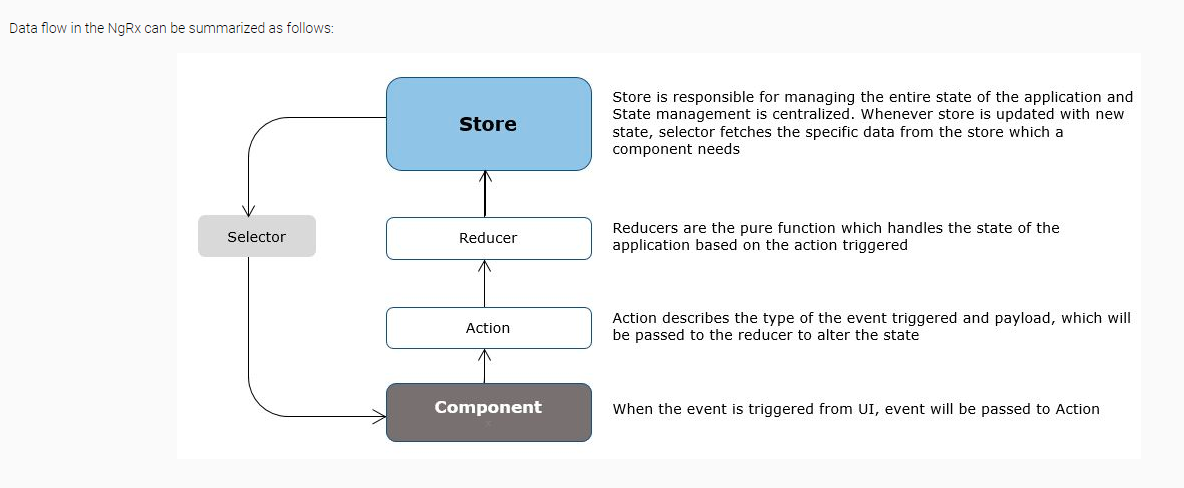 Data flow in the NgRx can be summarized as follows:
Store
Store is responsible for managing the entire state of the application and
State management is centralized. Whenever store is updated with new
state, selector fetches the specific data from the store which a
component needs
Selector
Reducer
Reducers are the pure function which handles the state of the
application based on the action triggered
Action
Action describes the type of the event triggered and payload, which will
be passed to the reducer to alter the state
Component
When the event is triggered from UI, event will be passed to Action